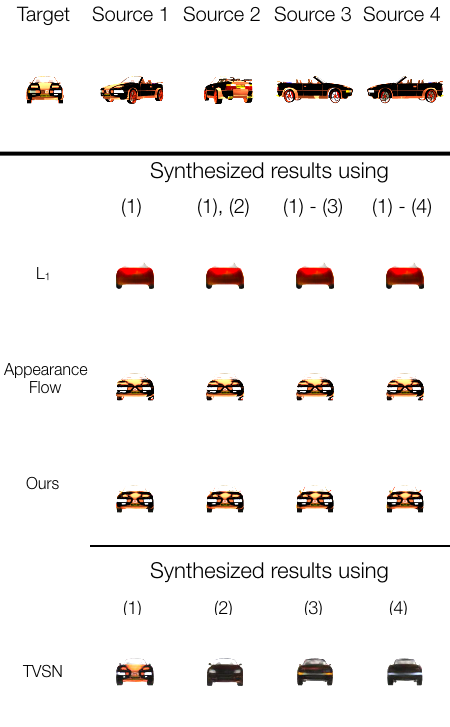 Target Source 1 Source 2 Source 3 Source 4
Synthesized results using
(1) (1), (2) (1) - (3) (1) - (4)
L₁
Appearance
Flow
Ours
Synthesized results using
(1) (2) (3) (4)
TVSN